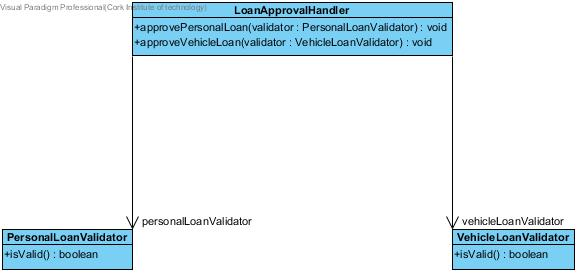 Visual Paradigm Professional(Cork Institute of technology)
LoanApprovalHandler
+approvePersonalLoan(validator : PersonalLoanValidator) : void
+approveVehicleLoan(validator : VehicleLoanValidator) : void
personalLoanValidator
vehicleLoanValidator
PersonalLoanValidator
+isValid() : boolean
VehicleLoanValidator
+isValid() : boolean